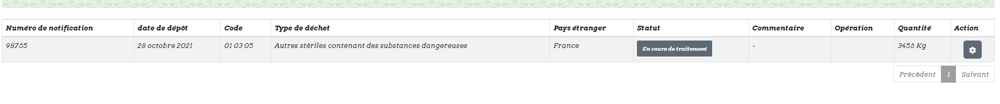 Numéro de notification date de dépôt Code Type de déchet Pays étranger Statut Commentaire Opération Quantité Action
98765 28 octobre 2021 01 03 05 Autres stériles contenant des substances dangereuses France En cours de traitement - 3456 Kg
Précédent 1 Suivant